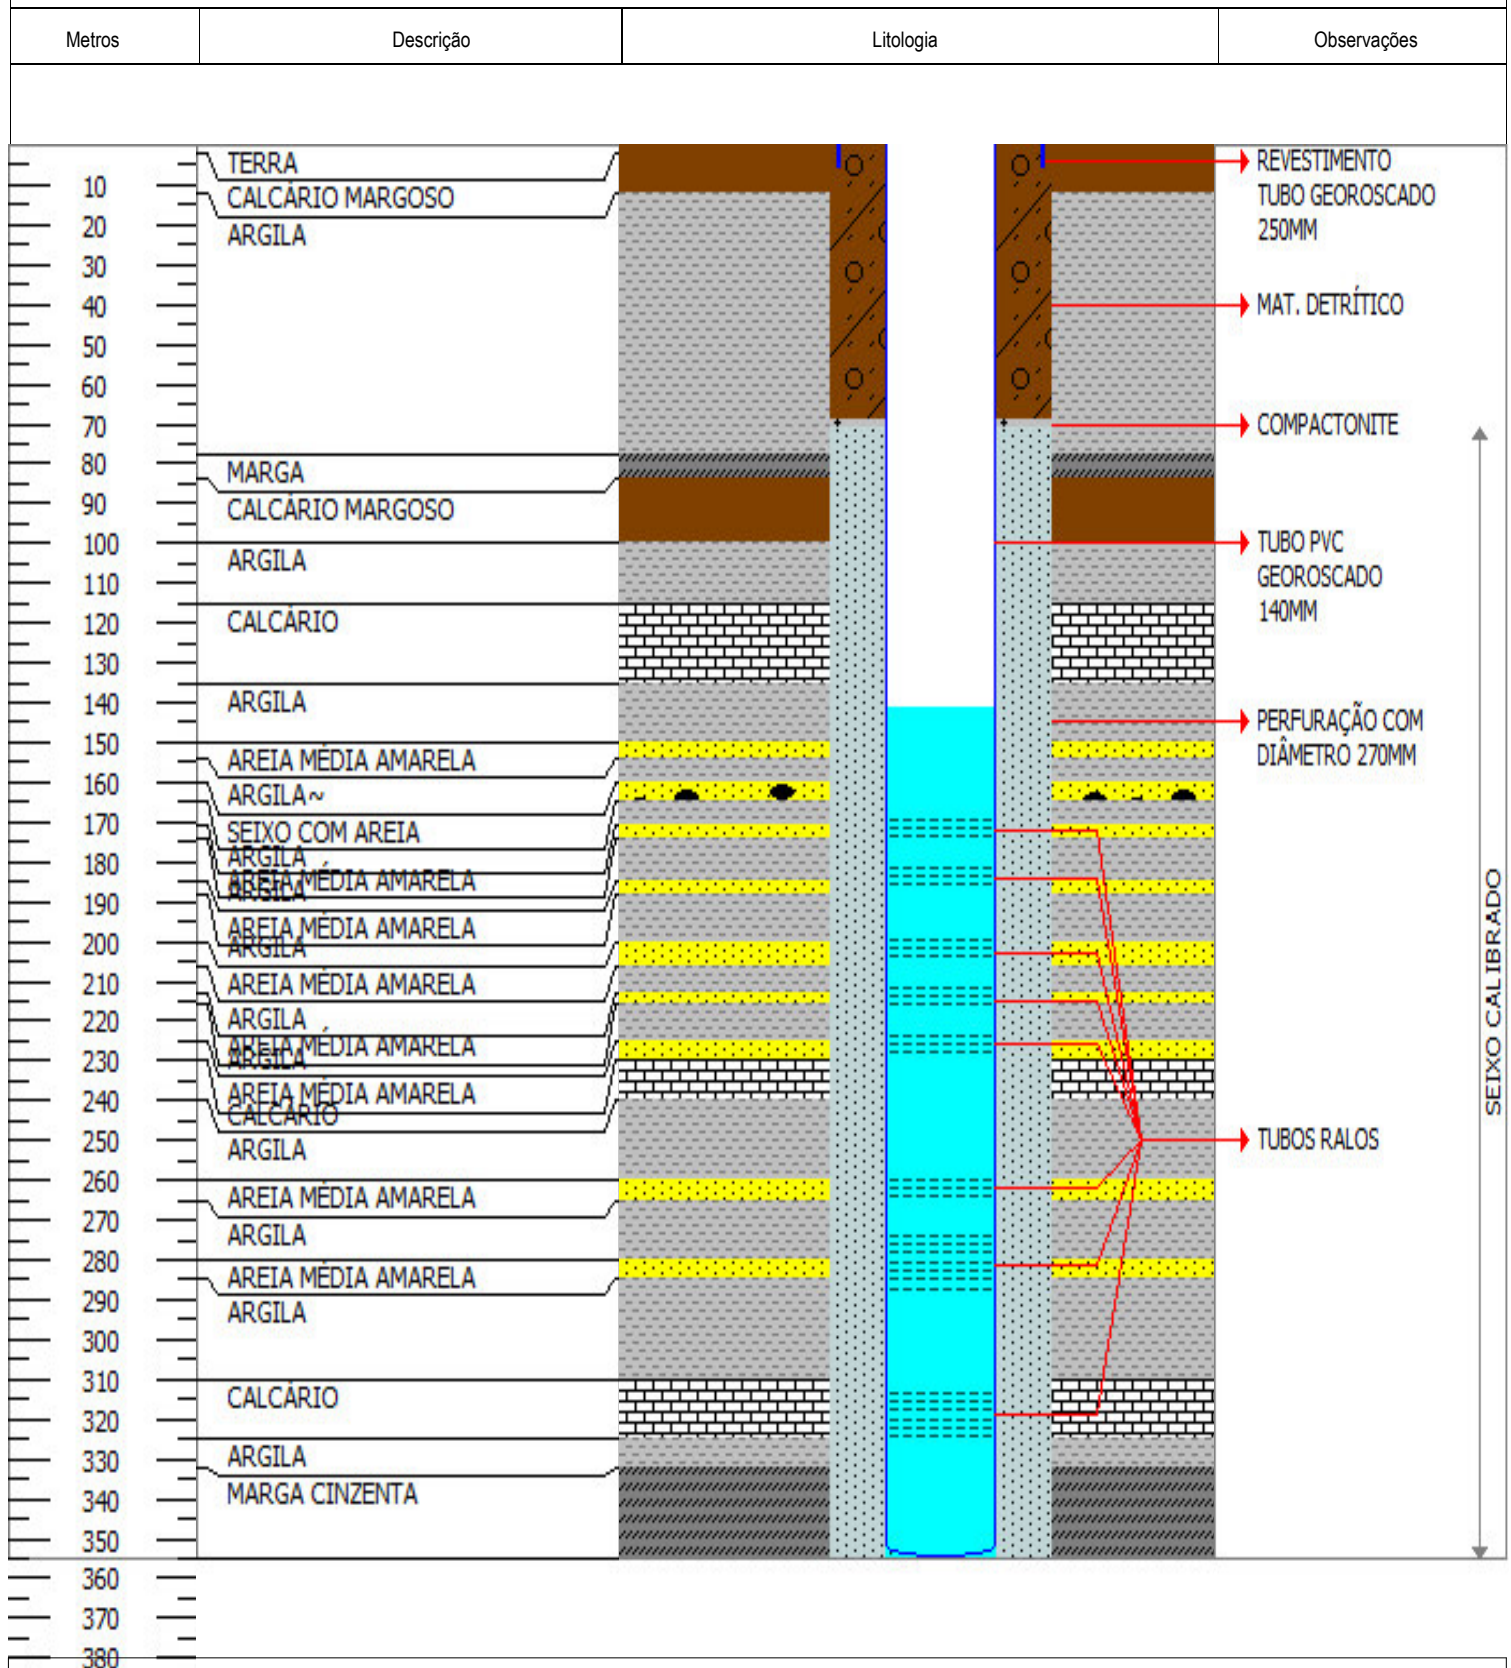 Metros
Descrição
Litologia
Observações
10
20
30
40
50
60
70
80
90
100
110
120
130
140
150
160
170
180
190
200
210
220
230
240
250
260
270
280
290
300
310
320
330
340
350
360
370
380
TERRA
CALCÁRIO MARGOSO
ARGILA
MARGA
CALCÁRIO MARGOSO
ARGILA
CALCÁRIO
ARGILA
AREIA MÉDIA AMARELA
ARGILA~
SEIXO COM AREIA
ARGILA
AREIA MÉDIA AMARELA
ARGILA
AREIA MÉDIA AMARELA
ARGILA
AREIA MÉDIA AMARELA
ARGILA
AREIA MÉDIA AMARELA
ARGILA
AREIA MÉDIA AMARELA
CALCÁRIO
ARGILA
AREIA MÉDIA AMARELA
ARGILA
AREIA MÉDIA AMARELA
ARGILA
CALCÁRIO
ARGILA
MARGA CINZENTA
REVESTIMENTO
TUBO GEOROSCADO
250MM
MAT. DETRÍTICO
COMPACTONITE
TUBO PVC
GEOROSCADO
140MM
PERFURAÇÃO COM
DIÂMETRO 270MM
TUBOS RALOS
SEIXO CALIBRADO